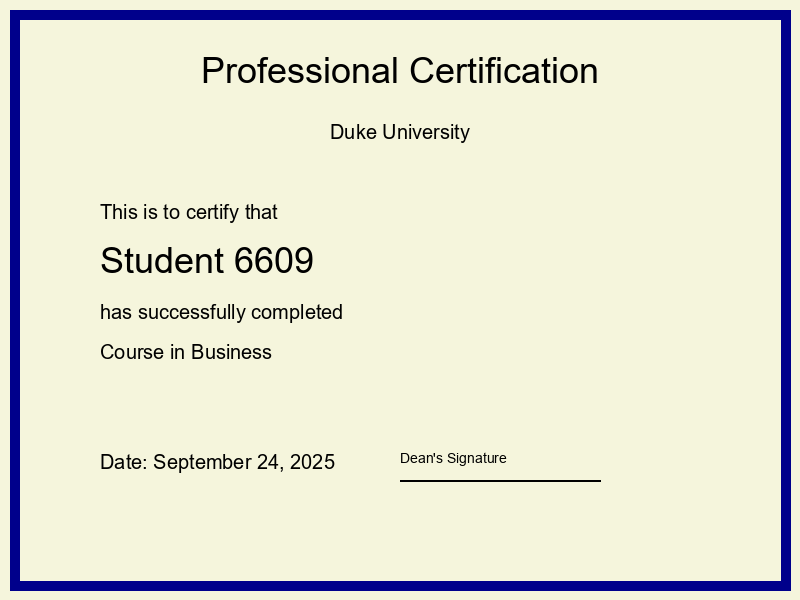 Professional Certification
Duke University
This is to certify that
Student 6609
has successfully completed
Course in Business
Date: September 24, 2025
Dean's Signature